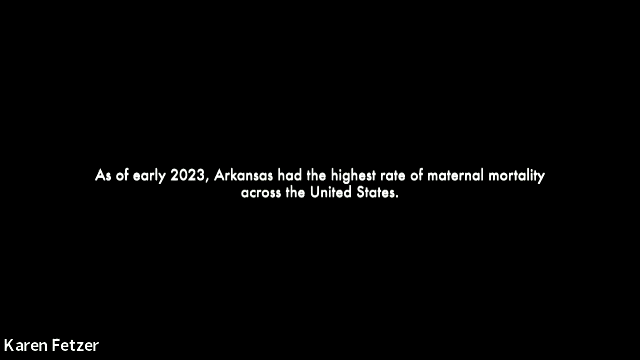 As of early 2023, Arkansas had the highest rate of maternal mortality
across the United States.
Karen Fetzer